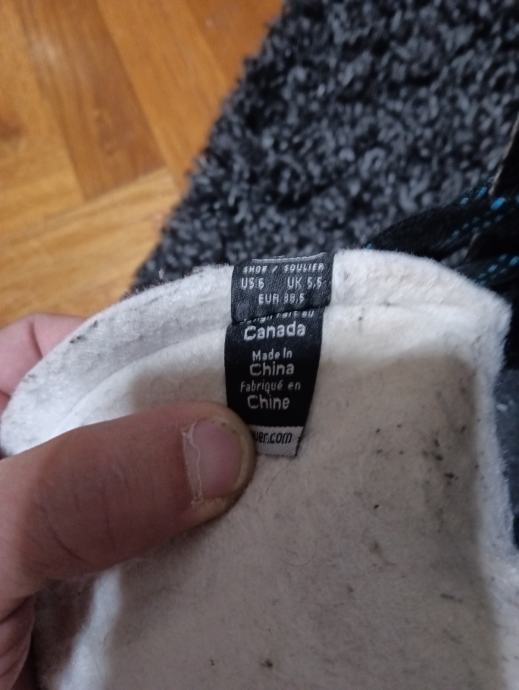 SHOE / SOULIER
US 6 UK 5,5
EUR 38,5
Canada
Made in
China
Fabriqué en
Chine